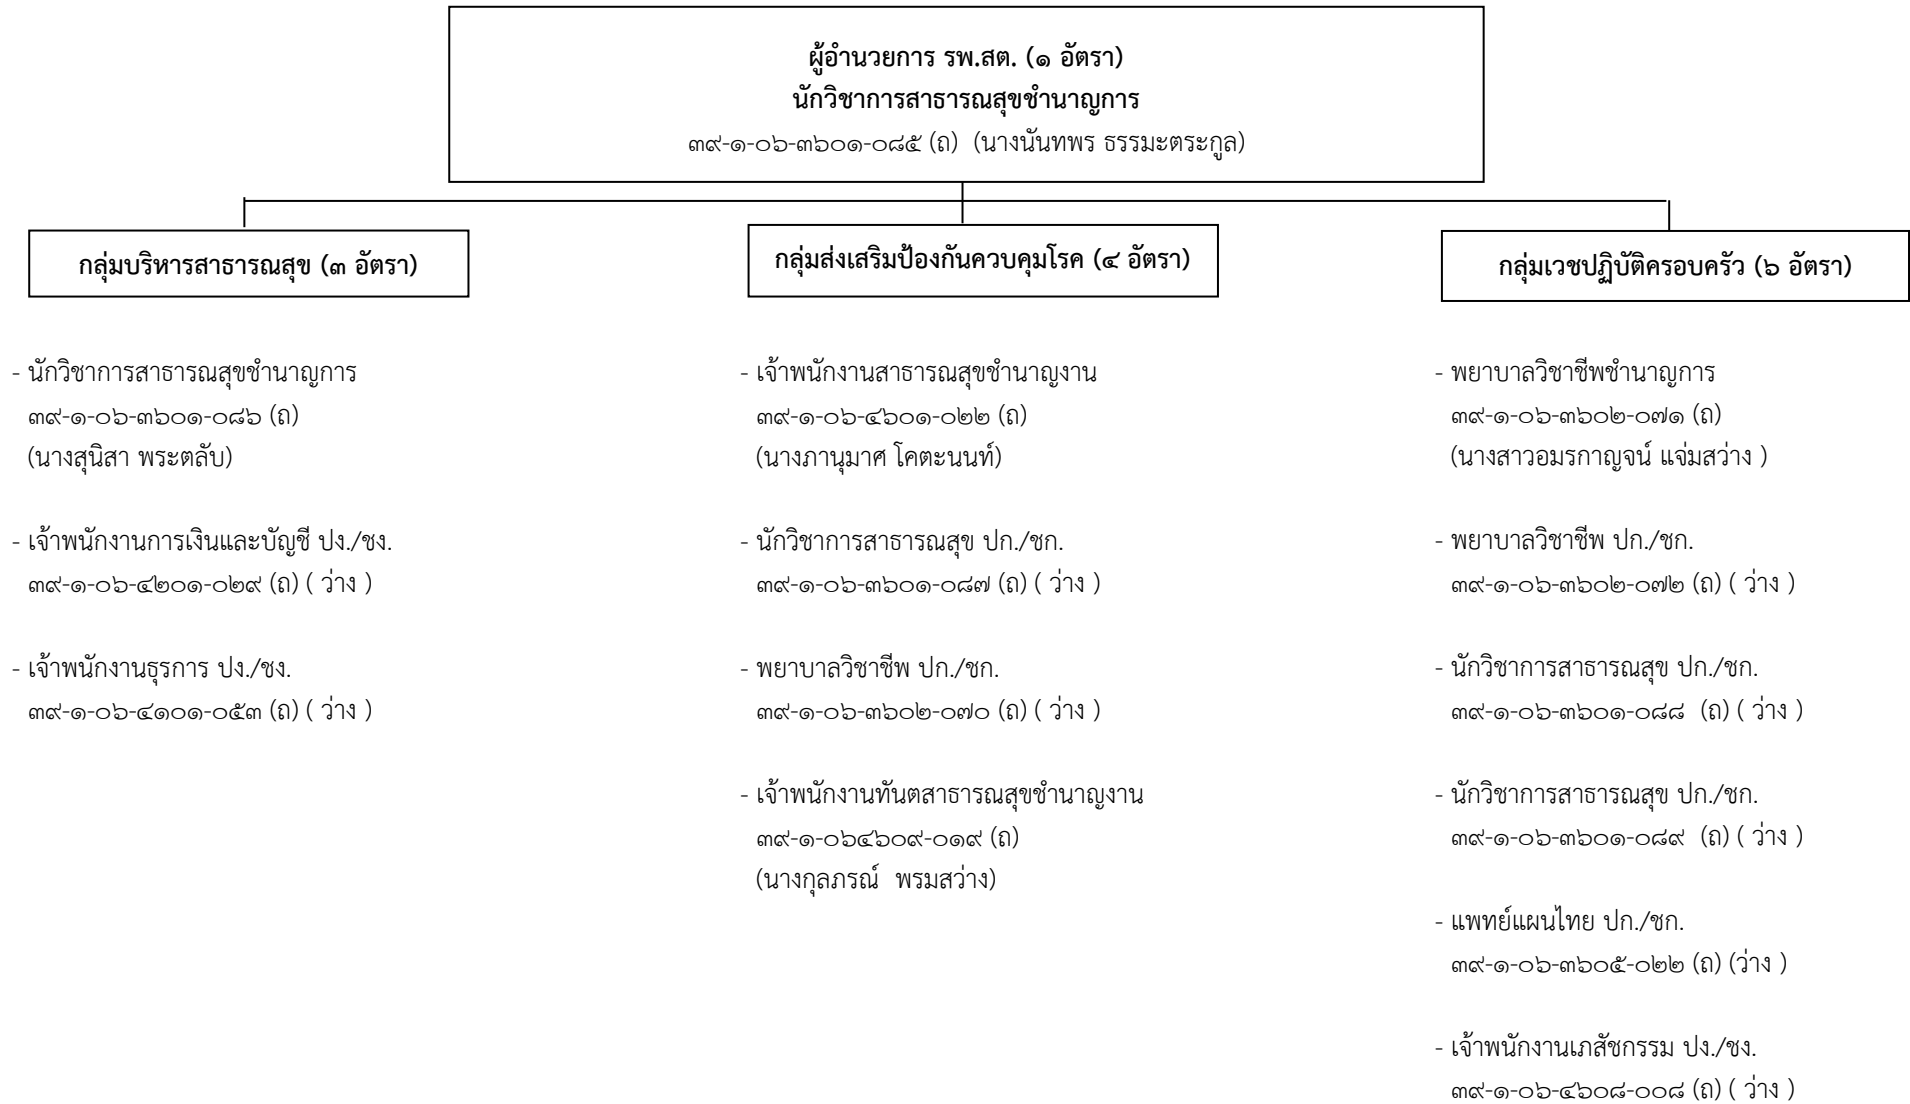 ผู้อำนวยการ รพ.สต. (๑ อัตรา)
นักวิชาการสาธารณสุขชำนาญการ
๓๙-๑-๐๖-๓๖๐๑-๐๘๕ (ถ) (นางนันทพร ธรรมะตระกูล)
กลุ่มบริหารสาธารณสุข (๓ อัตรา)
- นักวิชาการสาธารณสุขชำนาญการ
๓๙-๑-๐๖-๓๖๐๑-๐๘๖ (ถ)
(นางสุนิสา พระตลับ)
- เจ้าพนักงานการเงินและบัญชี ปง./ชง.
๓๙-๑-๐๖-๔๒๐๑-๐๒๙ (ถ) ( ว่าง )
- เจ้าพนักงานธุรการ ปง./ชง.
๓๙-๑-๐๖-๔๑๐๑-๐๕๓ (ถ) ( ว่าง )
กลุ่มส่งเสริมป้องกันควบคุมโรค (๔ อัตรา)
- เจ้าพนักงานสาธารณสุขชำนาญงาน
๓๙-๑-๐๖-๔๖๐๑-๐๒๒ (ถ)
(นางภานุมาศ โคตะนนท์)
- นักวิชาการสาธารณสุข ปก./ชก.
๓๙-๑-๐๖-๓๖๐๑-๐๘๗ (ถ) ( ว่าง )
- พยาบาลวิชาชีพ ปก./ชก.
๓๙-๑-๐๖-๓๖๐๒-๐๗๐ (ถ) ( ว่าง )
- เจ้าพนักงานทันตสาธารณสุขชำนาญงาน
๓๙-๑-๐๖๔๖๐๙-๐๑๙ (ถ)
(นางกุลภรณ์ พรมสว่าง)
กลุ่มเวชปฏิบัติครอบครัว (๖ อัตรา)
- พยาบาลวิชาชีพชำนาญการ
๓๙-๑-๐๖-๓๖๐๒-๐๗๑ (ถ)
(นางสาวอมรกาญจน์ แจ่มสว่าง )
- พยาบาลวิชาชีพ ปก./ชก.
๓๙-๑-๐๖-๓๖๐๒-๐๗๒ (ถ) ( ว่าง )
- นักวิชาการสาธารณสุข ปก./ชก.
๓๙-๑-๐๖-๓๖๐๑-๐๘๘ (ถ) ( ว่าง )
- นักวิชาการสาธารณสุข ปก./ชก.
๓๙-๑-๐๖-๓๖๐๑-๐๘๙ (ถ) ( ว่าง )
- แพทย์แผนไทย ปก./ชก.
๓๙-๑-๐๖-๓๖๐๕-๐๒๒ (ถ) (ว่าง )
- เจ้าพนักงานเภสัชกรรม ปง./ชง.
๓๙-๑-๐๖-๔๖๐๘-๐๐๘ (ถ) ( ว่าง )